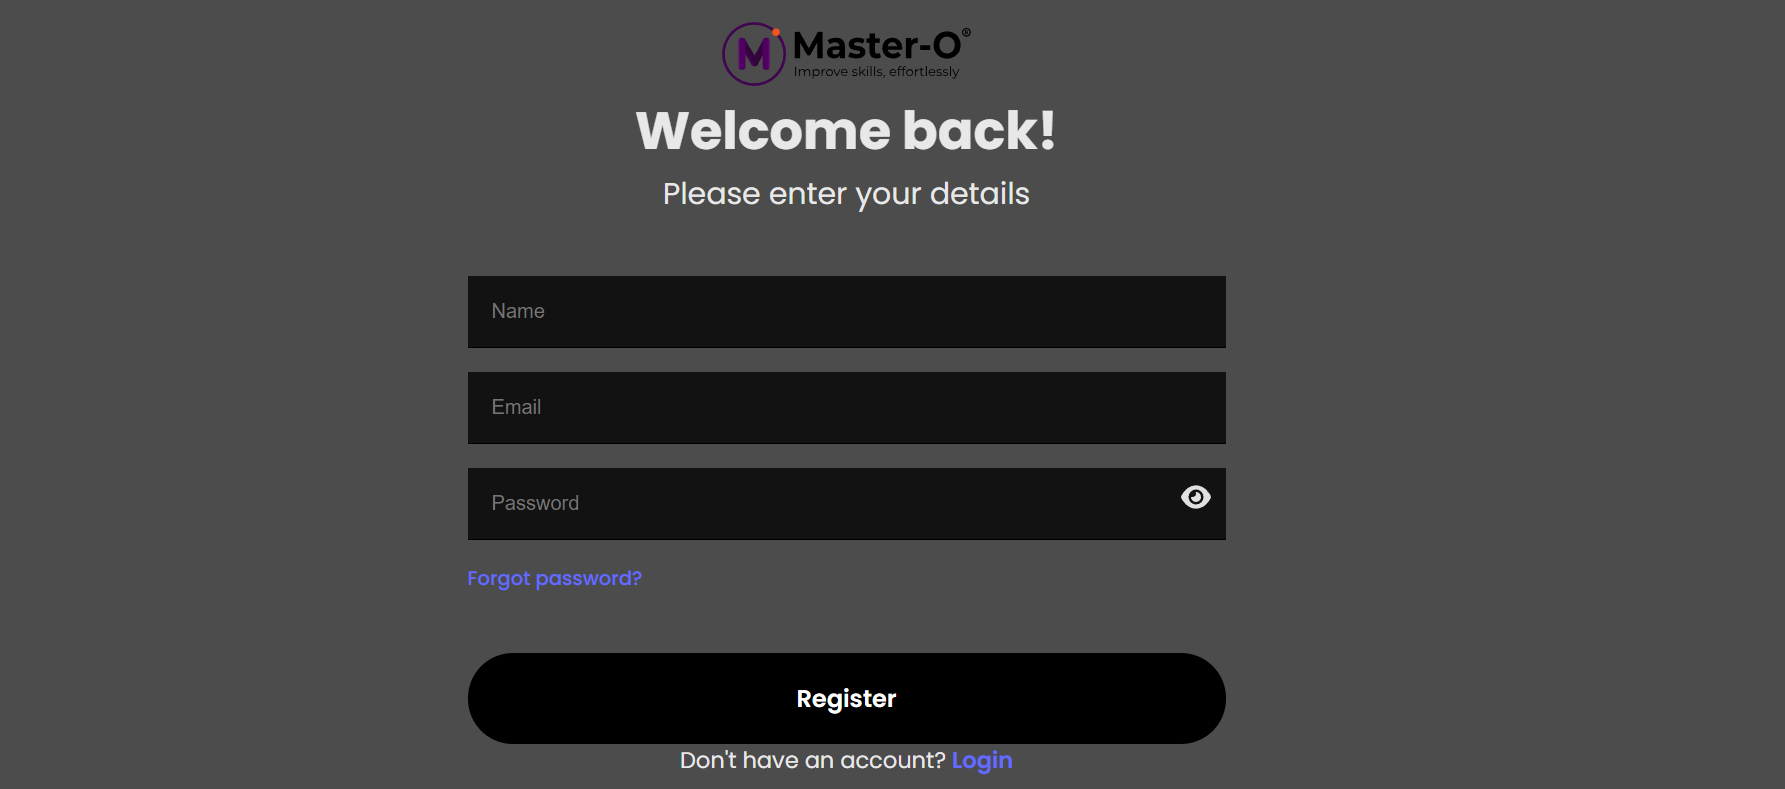 Master-O®
Improve skills, effortlessly
Welcome back!
Please enter your details
Name
Email
Password
Forgot password?
Register
Don't have an account? Login